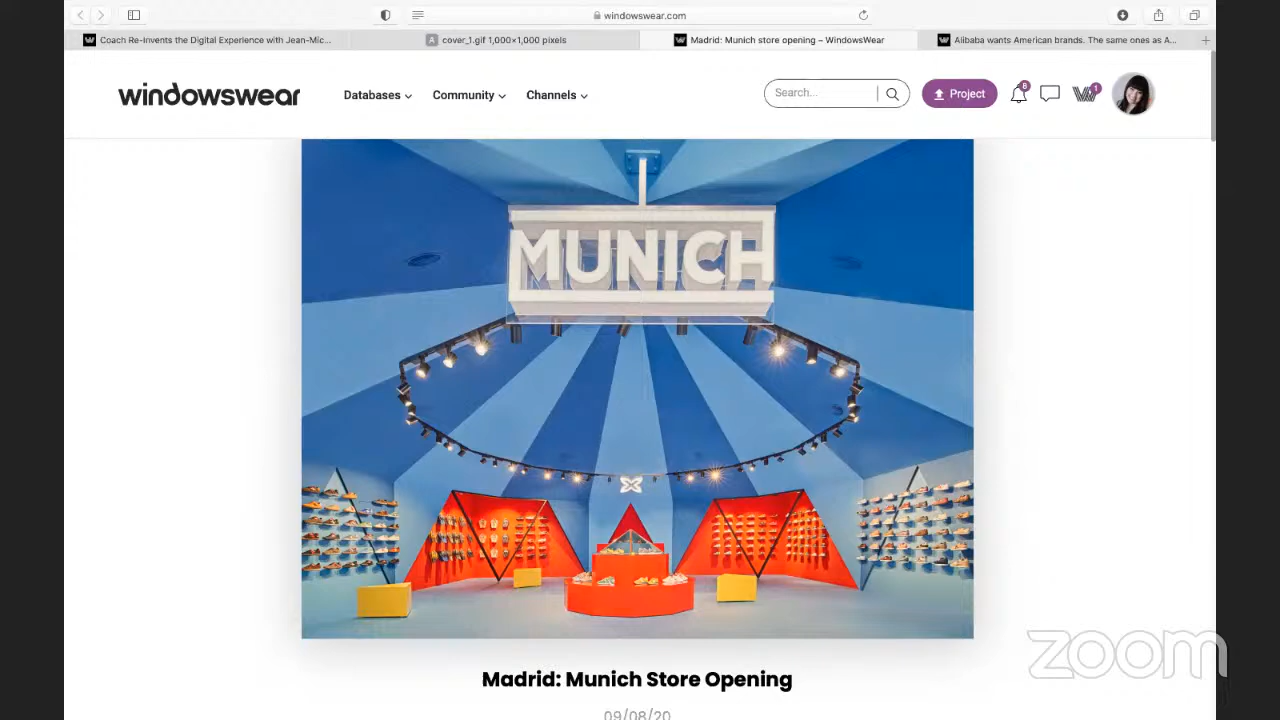 windowswear.com
Coach Re-Invents the Digital Experience with Jean-Mic...
cover_1.gif 1,000×1,000 pixels
Madrid: Munich store opening – WindowsWear
Alibaba wants American brands. The same ones as A...
windowswear
Databases
Community
Channels
Search...
Project
8
1
MUNICH
Madrid: Munich Store Opening
09/08/20
zoom